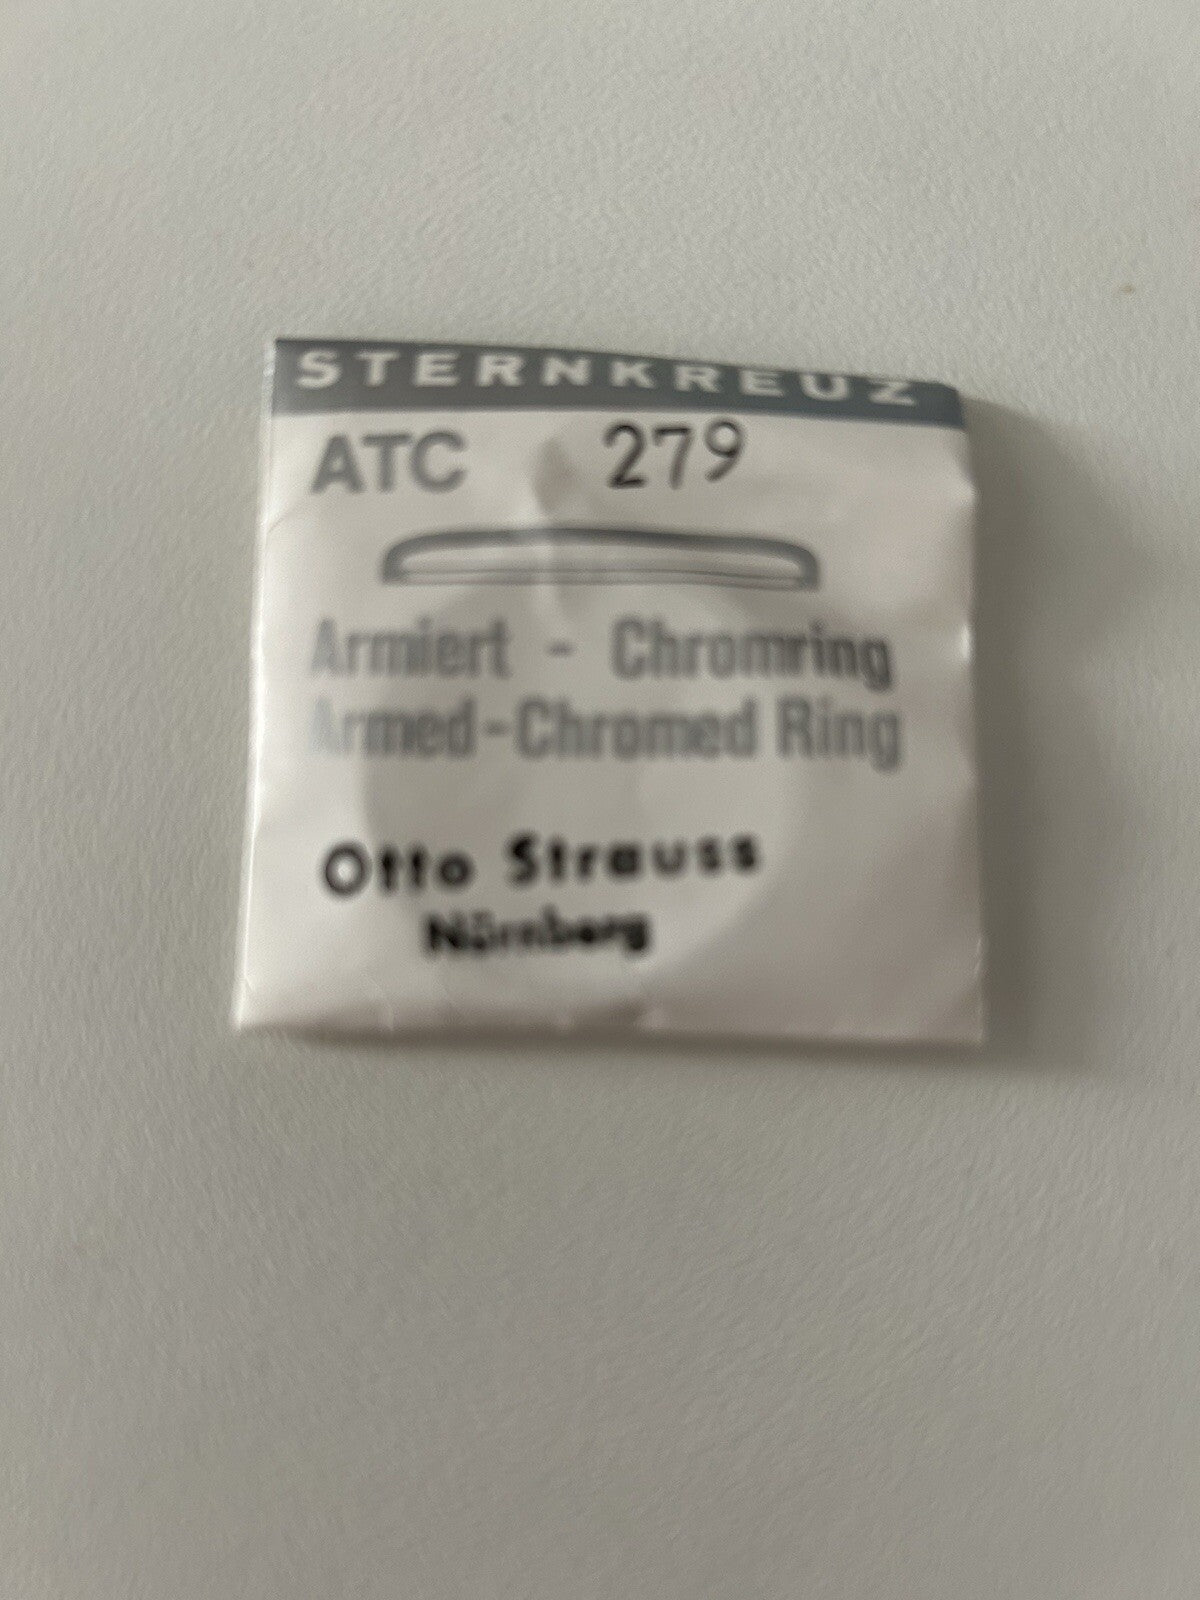 STERNKREUZ
ATC 279
Armiert - Chromring
Armed-Chromed Ring
Otto Strauss
Nürnberg